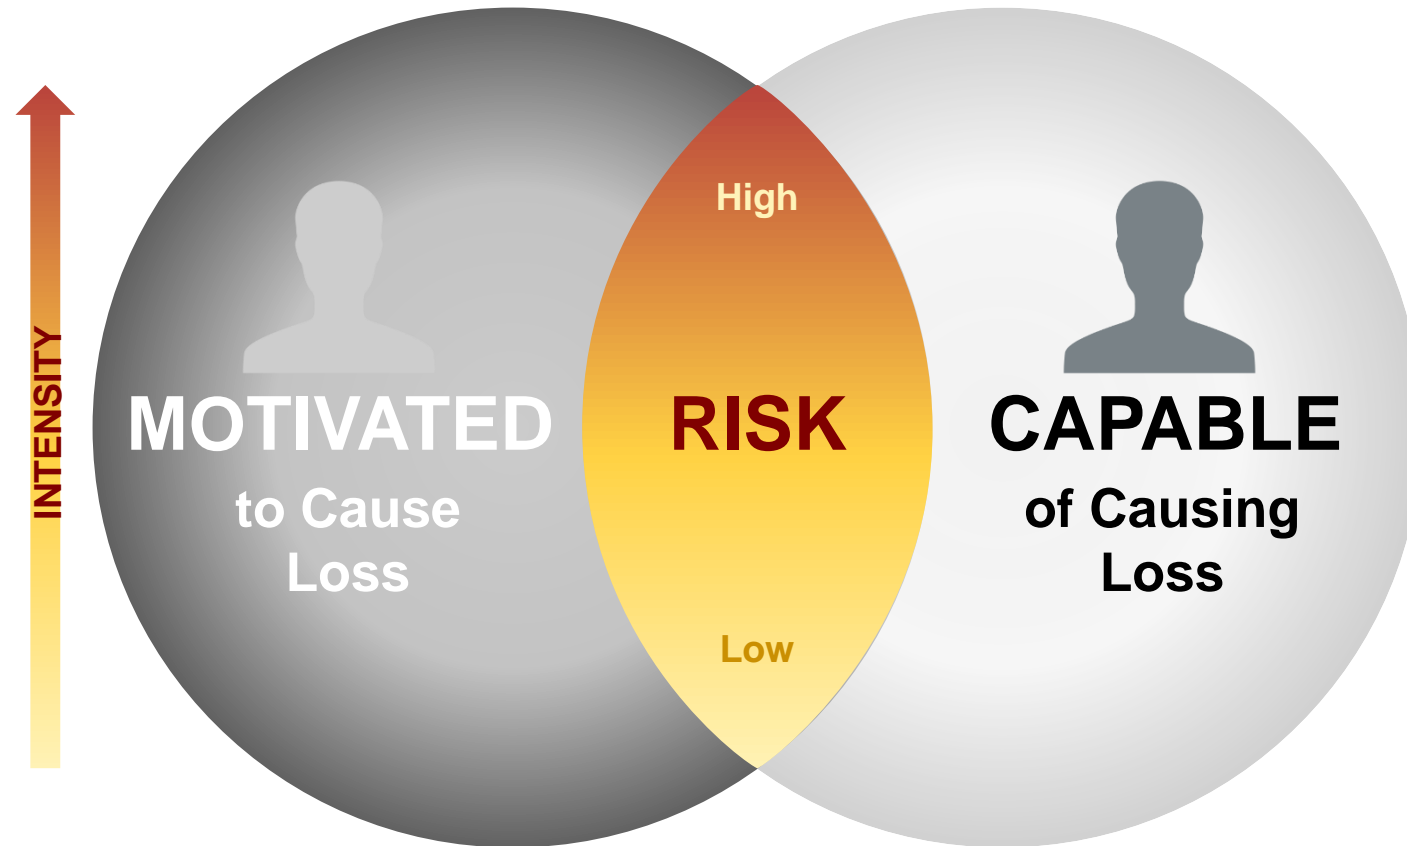 INTENSITY
MOTIVATED
to Cause
Loss
High
RISK
Low
CAPABLE
of Causing
Loss